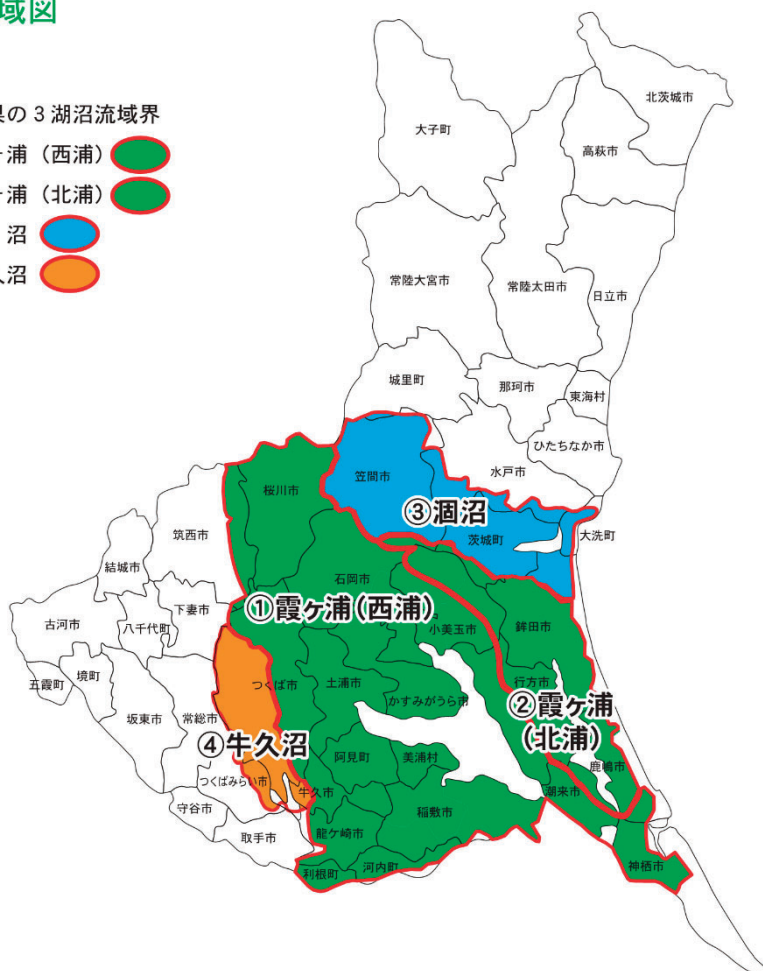 域図
県の3湖沼流域界
ヶ浦（西浦）
ヶ浦（北浦）
沼
久沼
北茨城市
大子町
高萩市
常陸大宮市
常陸太田市
日立市
城里町
那珂市
東海村
ひたちなか市
水戸市
笠間市
桜川市
③涸沼
茨城町
大洗町
筑西市
結城市
石岡市
下妻市
①霞ヶ浦（西浦）
八千代町
古河市
小美玉市
鉾田市
五霞町
境町
つくば市
土浦市
行方市
かすみがうら市
坂東市
常総市
②霞ヶ浦
（北浦）
④牛久沼
阿見町
美浦村
鹿嶋市
つくばみらい市
牛久市
潮来市
守谷市
稲敷市
取手市
龍ケ崎市
利根町
河内町
神栖市